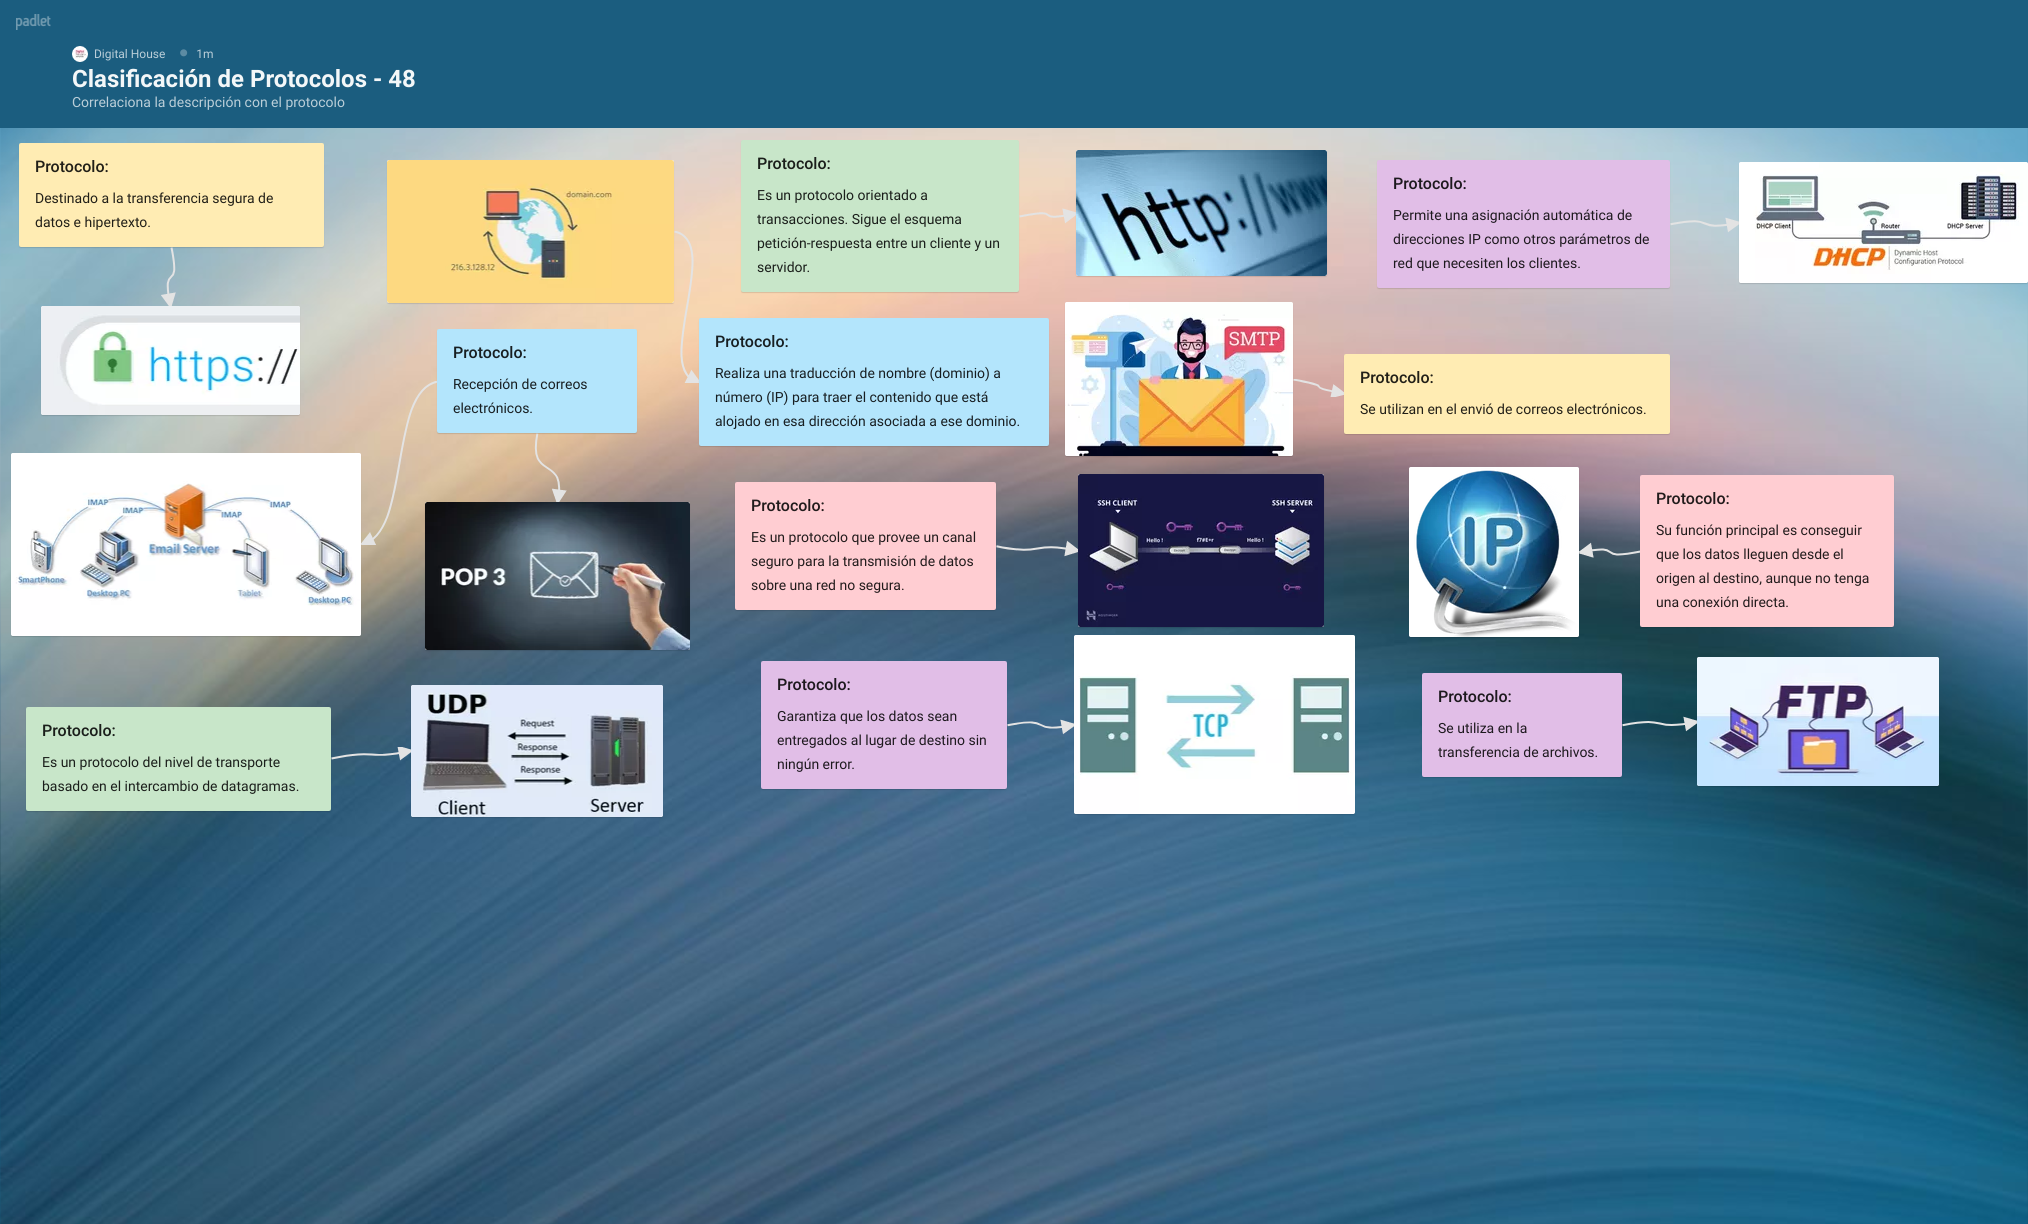 padlet
Digital House • 1m
Clasificación de Protocolos - 48
Correlaciona la descripción con el protocolo
Protocolo:
Destinado a la transferencia segura de
datos e hipertexto.
https://
domain.com
216.3.128.12
Protocolo:
Es un protocolo orientado a
transacciones. Sigue el esquema
petición-respuesta entre un cliente y un
servidor.
http://www
Protocolo:
Permite una asignación automática de
direcciones IP como otros parámetros de
red que necesiten los clientes.
DHCP Client
Router
DHCP Server
DHCP
Dynamic Host
Configuration Protocol
Protocolo:
Recepción de correos
electrónicos.
Protocolo:
Realiza una traducción de nombre (dominio) a
número (IP) para traer el contenido que está
alojado en esa dirección asociada a ese dominio.
SMTP
Protocolo:
Se utilizan en el envió de correos electrónicos.
IMAP
IMAP
IMAP
IMAP
Email Server
SmartPhone
Desktop PC
Tablet
Desktop PC
POP 3
Protocolo:
Es un protocolo que provee un canal
seguro para la transmisión de datos
sobre una red no segura.
SSH CLIENT
SSH SERVER
Hello !
f7#E+r
Hello !
IP
Protocolo:
Su función principal es conseguir
que los datos lleguen desde el
origen al destino, aunque no tenga
una conexión directa.
Protocolo:
Es un protocolo del nivel de transporte
basado en el intercambio de datagramas.
UDP
Request
Response
Response
Client
Server
Protocolo:
Garantiza que los datos sean
entregados al lugar de destino sin
ningún error.
TCP
Protocolo:
Se utiliza en la
transferencia de archivos.
FTP